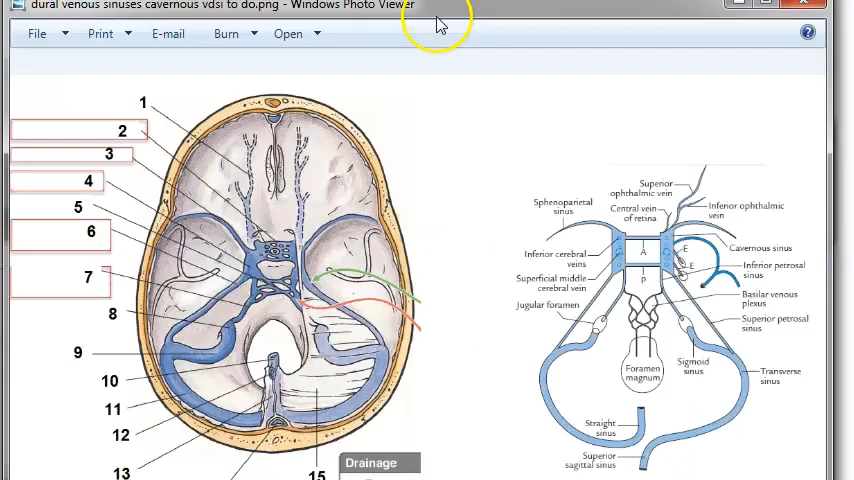 dural venous sinuses cavernous vdsi to do.png - Windows Photo Viewer
File Print E-mail Burn Open
1
2
3
4
5
6
7
8
9
10
11
12
13
15
Drainage
Superior
ophthalmic vein
Sphenoparietal
sinus
Central vein
of retina
Inferior ophthalmic
vein
Cavernous sinus
E
A
Inferior cerebral
veins
E
Inferior petrosal
sinus
Superficial middle
cerebral vein
P
Basilar venous
plexus
Jugular foramen
Superior petrosal
sinus
Sigmoid
sinus
Foramen
magnum
Transverse
sinus
Straight
sinus
Superior
sagittal sinus